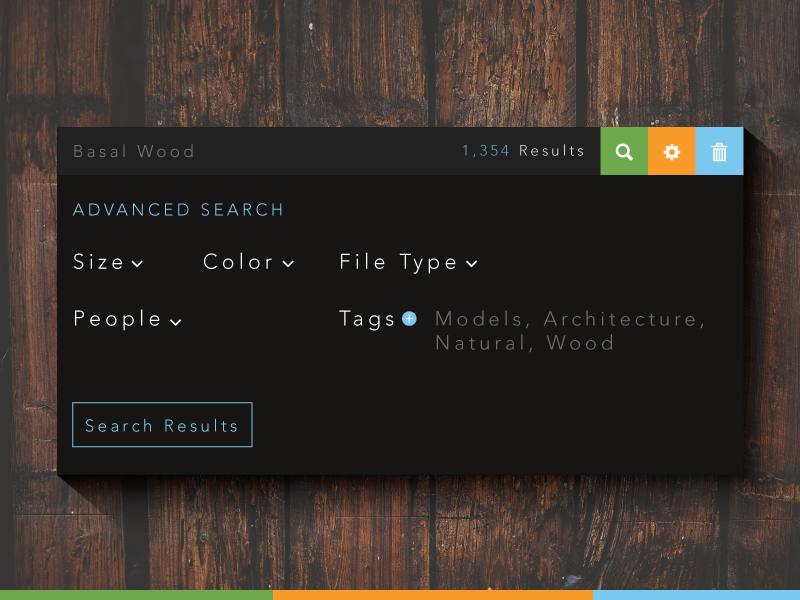 Basal Wood
1,354 Results
ADVANCED SEARCH
Size
Color
File Type
People
Tags
Models, Architecture,
Natural, Wood
Search Results